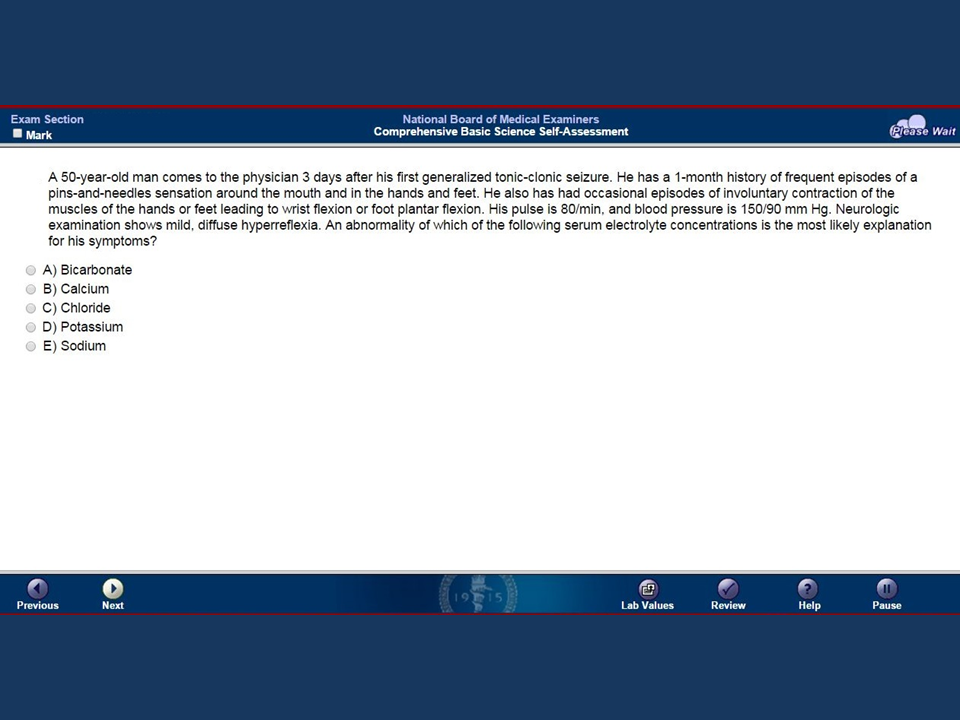 Exam Section
Mark
National Board of Medical Examiners
Comprehensive Basic Science Self-Assessment
Please Wait
A 50-year-old man comes to the physician 3 days after his first generalized tonic-clonic seizure. He has a 1-month history of frequent episodes of a
pins-and-needles sensation around the mouth and in the hands and feet. He also has had occasional episodes of involuntary contraction of the
muscles of the hands or feet leading to wrist flexion or foot plantar flexion. His pulse is 80/min, and blood pressure is 150/90 mm Hg. Neurologic
examination shows mild, diffuse hyperreflexia. An abnormality of which of the following serum electrolyte concentrations is the most likely explanation
for his symptoms?
A) Bicarbonate
B) Calcium
C) Chloride
D) Potassium
E) Sodium
1915
Previous
Next
Lab Values
Review
Help
Pause